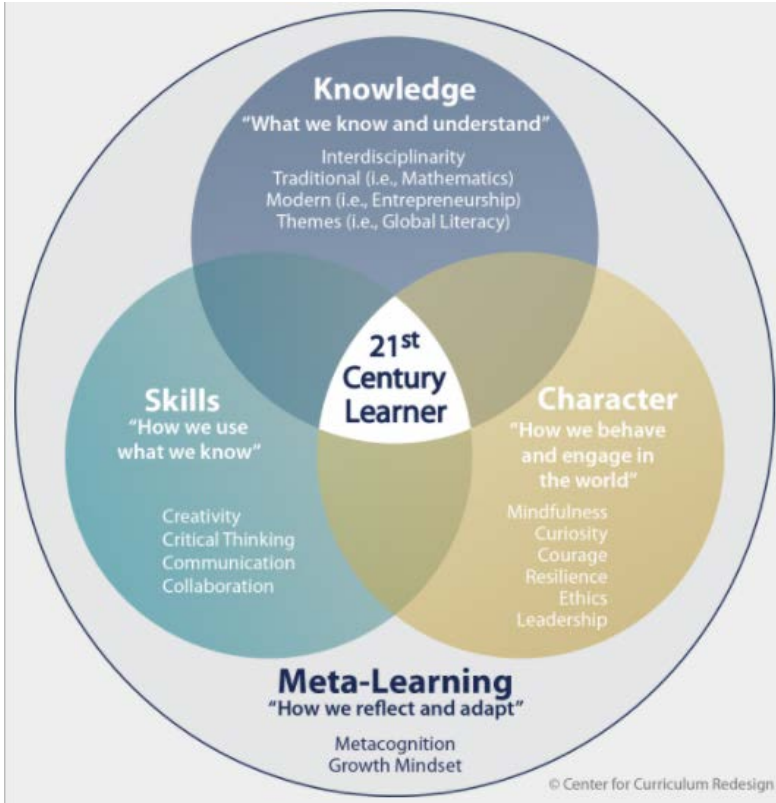 Knowledge
"What we know and understand"
Interdisciplinarity
Traditional (i.e., Mathematics)
Modern (i.e., Entrepreneurship)
Themes (i.e., Global Literacy)
21st
Century
Learner
Skills
"How we use
what we know"
Creativity
Critical Thinking
Communication
Collaboration
Character
"How we behave
and engage in
the world"
Mindfulness
Curiosity
Courage
Resilience
Ethics
Leadership
Meta-Learning
"How we reflect and adapt"
Metacognition
Growth Mindset
© Center for Curriculum Redesign